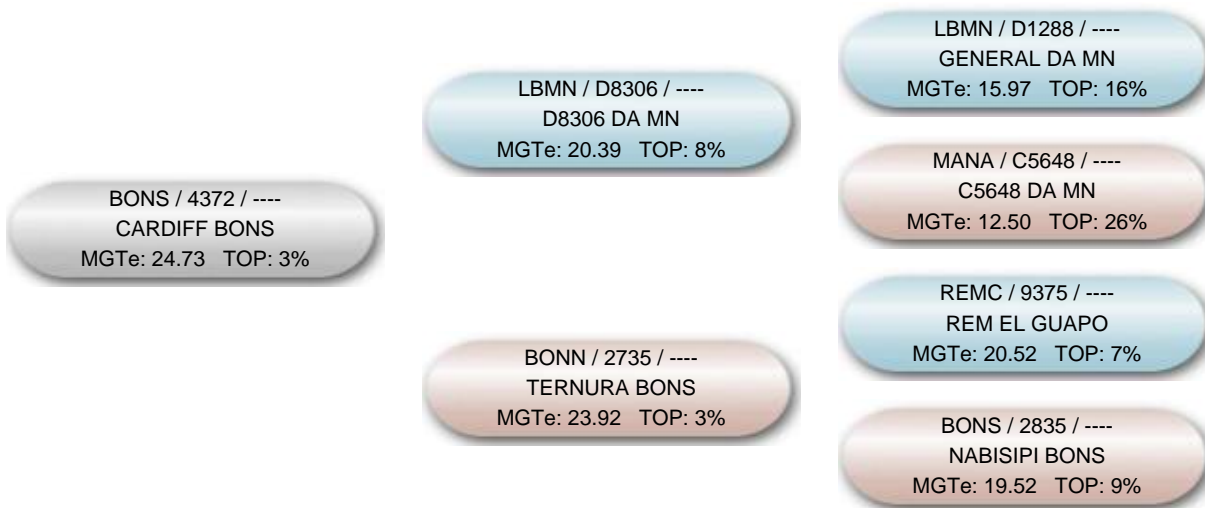 BONS / 4372 / ----
CARDIFF BONS
MGTe: 24.73 TOP: 3%
LBMN / D8306 / ----
D8306 DA MN
MGTe: 20.39 TOP: 8%
BONN / 2735 / ----
TERNURA BONS
MGTe: 23.92 TOP: 3%
LBMN / D1288 / ----
GENERAL DA MN
MGTe: 15.97 TOP: 16%
MANA / C5648 / ----
C5648 DA MN
MGTe: 12.50 TOP: 26%
REMC / 9375 / ----
REM EL GUAPO
MGTe: 20.52 TOP: 7%
BONS / 2835 / ----
NABISIPI BONS
MGTe: 19.52 TOP: 9%